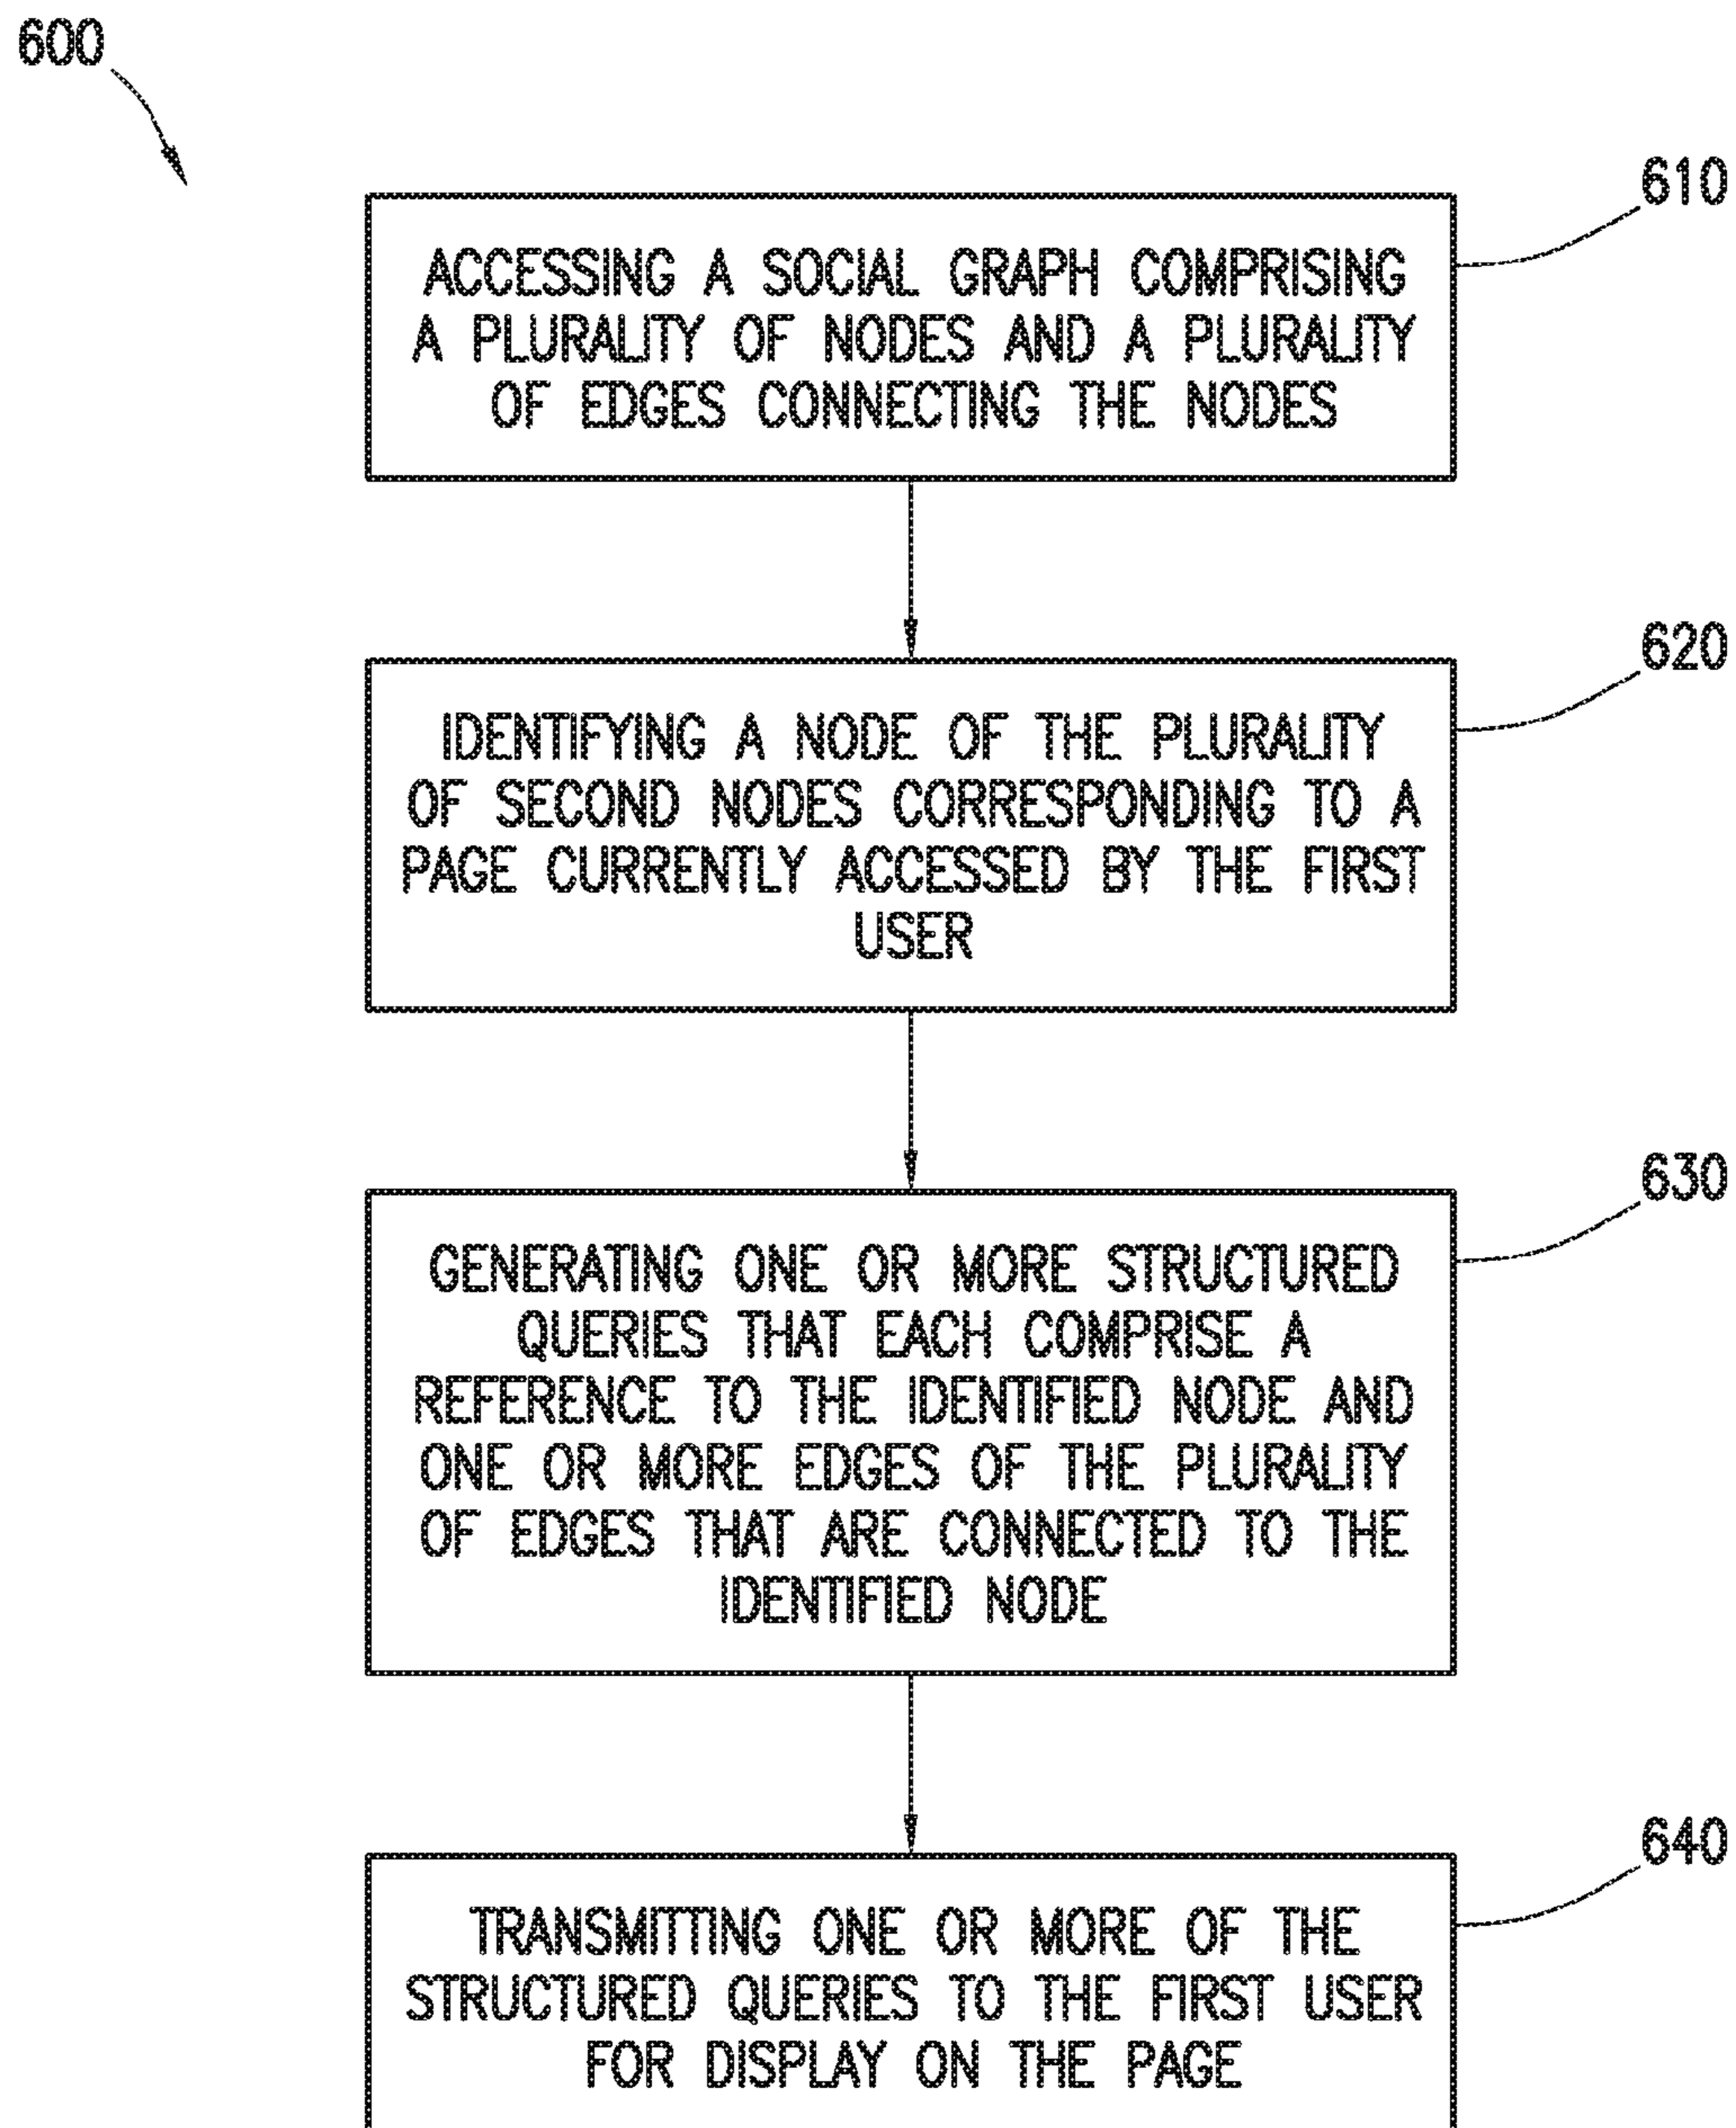 600
610
ACCESSING A SOCIAL GRAPH COMPRISING
A PLURALITY OF NODES AND A PLURALITY
OF EDGES CONNECTING THE NODES
620
IDENTIFYING A NODE OF THE PLURALITY
OF SECOND NODES CORRESPONDING TO A
PAGE CURRENTLY ACCESSED BY THE FIRST
USER
630
GENERATING ONE OR MORE STRUCTURED
QUERIES THAT EACH COMPRISE A
REFERENCE TO THE IDENTIFIED NODE AND
ONE OR MORE EDGES OF THE PLURALITY
OF EDGES THAT ARE CONNECTED TO THE
IDENTIFIED NODE
640
TRANSMITTING ONE OR MORE OF THE
STRUCTURED QUERIES TO THE FIRST USER
FOR DISPLAY ON THE PAGE